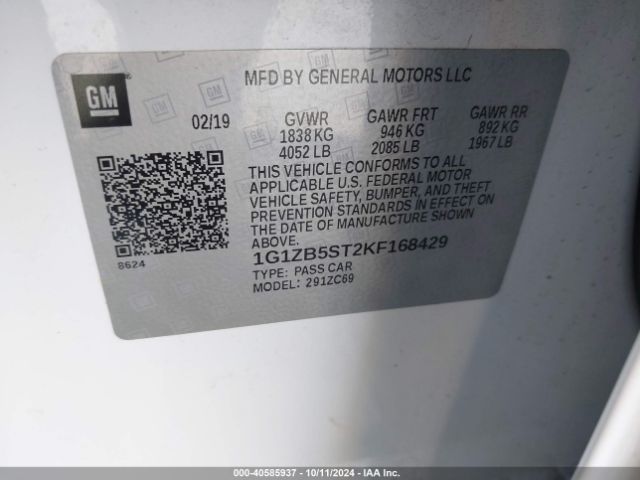 GM
MFD BY GENERAL MOTORS LLC
02/19 GVWR GAWR FRT GAWR RR
1838 KG 946 KG 892 KG
4052 LB 2085 LB 1967 LB
THIS VEHICLE CONFORMS TO ALL
APPLICABLE U.S. FEDERAL MOTOR
VEHICLE SAFETY, BUMPER, AND THEFT
PREVENTION STANDARDS IN EFFECT ON
THE DATE OF MANUFACTURE SHOWN
ABOVE.
8624
1G1ZB5ST2KF168429
TYPE: PASS CAR
MODEL: 291ZC69
000-40585937 - 10/11/2024 - IAA Inc.